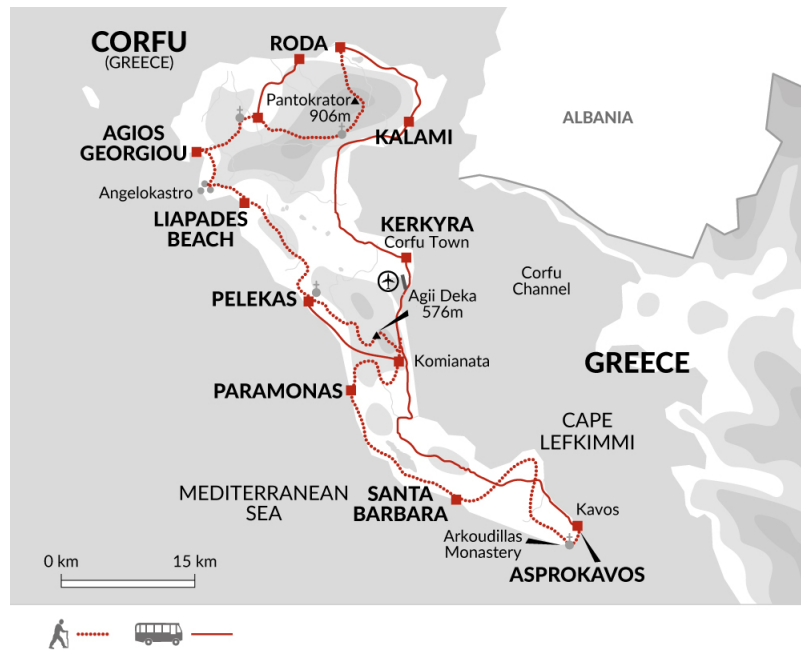 CORFU
(GREECE)
RODA
Pantokrator
906m
KALAMI
ALBANIA
AGIOS
GEORGIOU
Angelokastro
LIAPADES
BEACH
KERKYRA
Corfu Town
Corfu
Channel
PELEKAS
Agii Deka
576m
GREECE
Komianata
PARAMONAS
CAPE
LEFKIMMI
MEDITERRANEAN
SEA
SANTA
BARBARA
Kavos
Arkoudillas
Monastery
ASPROKAVOS
0 km
15 km